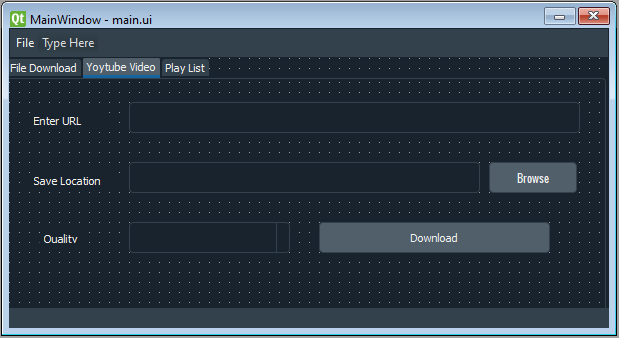 Qt MainWindow - main.ui
File Type Here
File Download Yoytube Video Play List
Enter URL
Save Location Browse
Quality Download